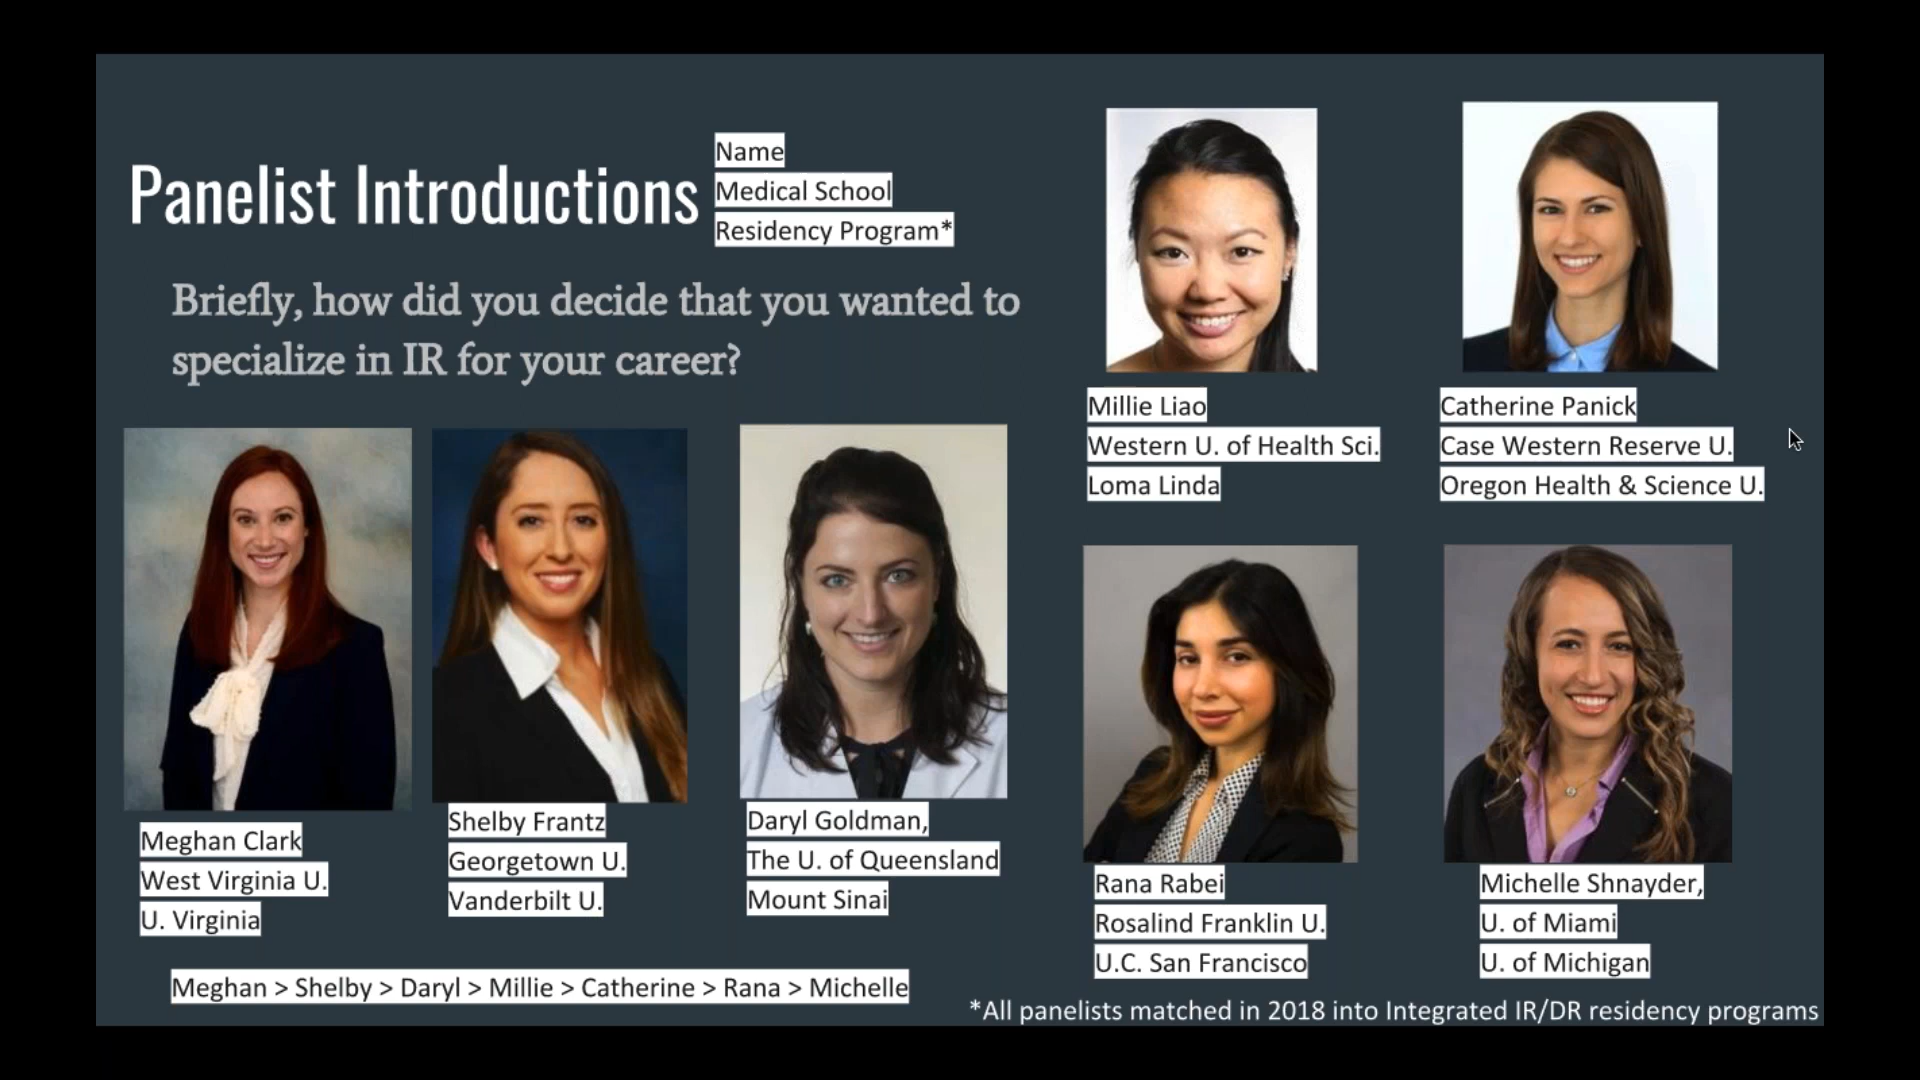 Panelist Introductions
Name
Medical School
Residency Program*
Briefly, how did you decide that you wanted to
specialize in IR for your career?
Millie Liao
Western U. of Health Sci.
Loma Linda
Catherine Panick
Case Western Reserve U.
Oregon Health & Science U.
Meghan Clark
West Virginia U.
U. Virginia
Shelby Frantz
Georgetown U.
Vanderbilt U.
Daryl Goldman,
The U. of Queensland
Mount Sinai
Rana Rabei
Rosalind Franklin U.
U.C. San Francisco
Michelle Shnayder,
U. of Miami
U. of Michigan
Meghan > Shelby > Daryl > Millie > Catherine > Rana > Michelle
*All panelists matched in 2018 into Integrated IR/DR residency programs